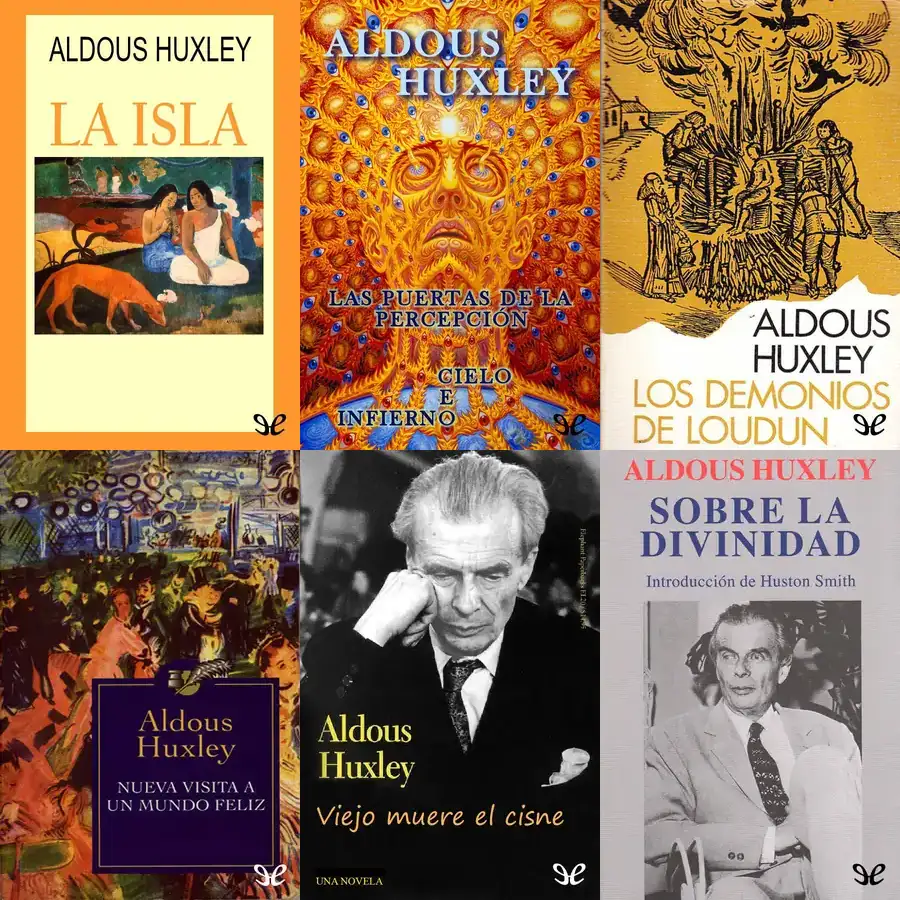 ALDOUS HUXLEY
LA ISLA
ALDOUS
HUXLEY
LAS PUERTAS DE LA
PERCEPCIÓN
CIELO
E
INFIERNO
ALDOUS
HUXLEY
LOS DEMONIOS
DE LOUDUN
Aldous
Huxley
NUEVA VISITA A
UN MUNDO FELIZ
Aldous
Huxley
Viejo muere el cisne
UNA NOVELA
ALDOUS HUXLEY
SOBRE LA
DIVINIDAD
Introducción de Huston Smith